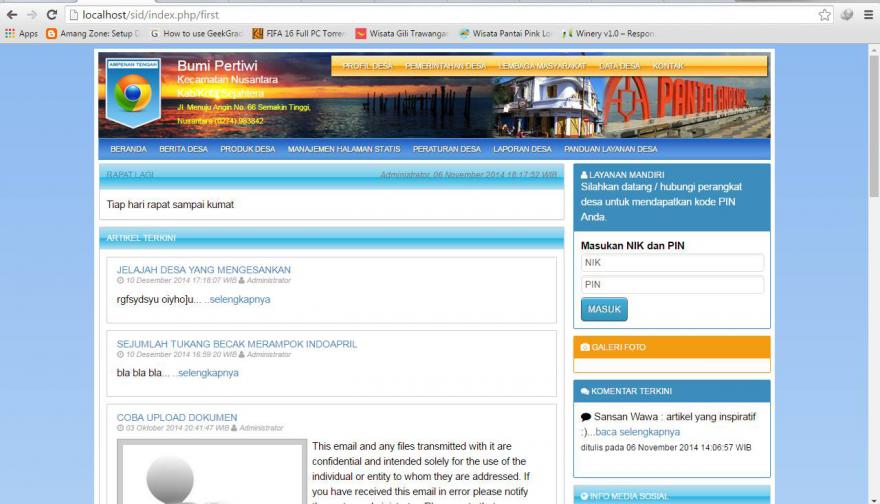 localhost/sid/index.php/first
Apps Amang Zone: Setup D How to use GeekGrac FIFA 16 Full PC Torren Wisata Gili Trawanga Wisata Pantai Pink Lo Winery v1.0 – Respon
AMPENAN TENGAH
Bumi Pertiwi
Kecamatan Nusantara
Kab/Kota Sejahtera
Jl. Menuju Angin No. 66 Semakin Tinggi,
Nusantara (0274) 983842
PROFIL DESA PEMERINTAHAN DESA LEMBAGA MASYARAKAT DATA DESA KONTAK
BERANDA BERITA DESA PRODUK DESA MANAJEMEN HALAMAN STATIS PERATURAN DESA LAPORAN DESA PANDUAN LAYANAN DESA
RAPAT LAGI Administrator, 06 November 2014 18:17:52 WIB
Tiap hari rapat sampai kumat
ARTIKEL TERKINI
JELAJAH DESA YANG MENGESANKAN
10 Desember 2014 17:18:07 WIB Administrator
rgfsydsyu oiyho]u... ..selengkapnya
SEJUMLAH TUKANG BECAK MERAMPOK INDOAPRIL
10 Desember 2014 16:59:20 WIB Administrator
bla bla bla... ..selengkapnya
COBA UPLOAD DOKUMEN
03 Oktober 2014 20:41:47 WIB Administrator
This email and any files transmitted with it are
confidential and intended solely for the use of the
individual or entity to whom they are addressed. If
you have received this email in error please notify
LAYANAN MANDIRI
Silahkan datang / hubungi perangkat
desa untuk mendapatkan kode PIN
Anda.
Masukan NIK dan PIN
NIK
PIN
MASUK
GALERI FOTO
KOMENTAR TERKINI
Sansan Wawa : artikel yang inspiratif
:)...baca selengkapnya
ditulis pada 06 November 2014 14:06:57 WIB
INFO MEDIA SOSIAL